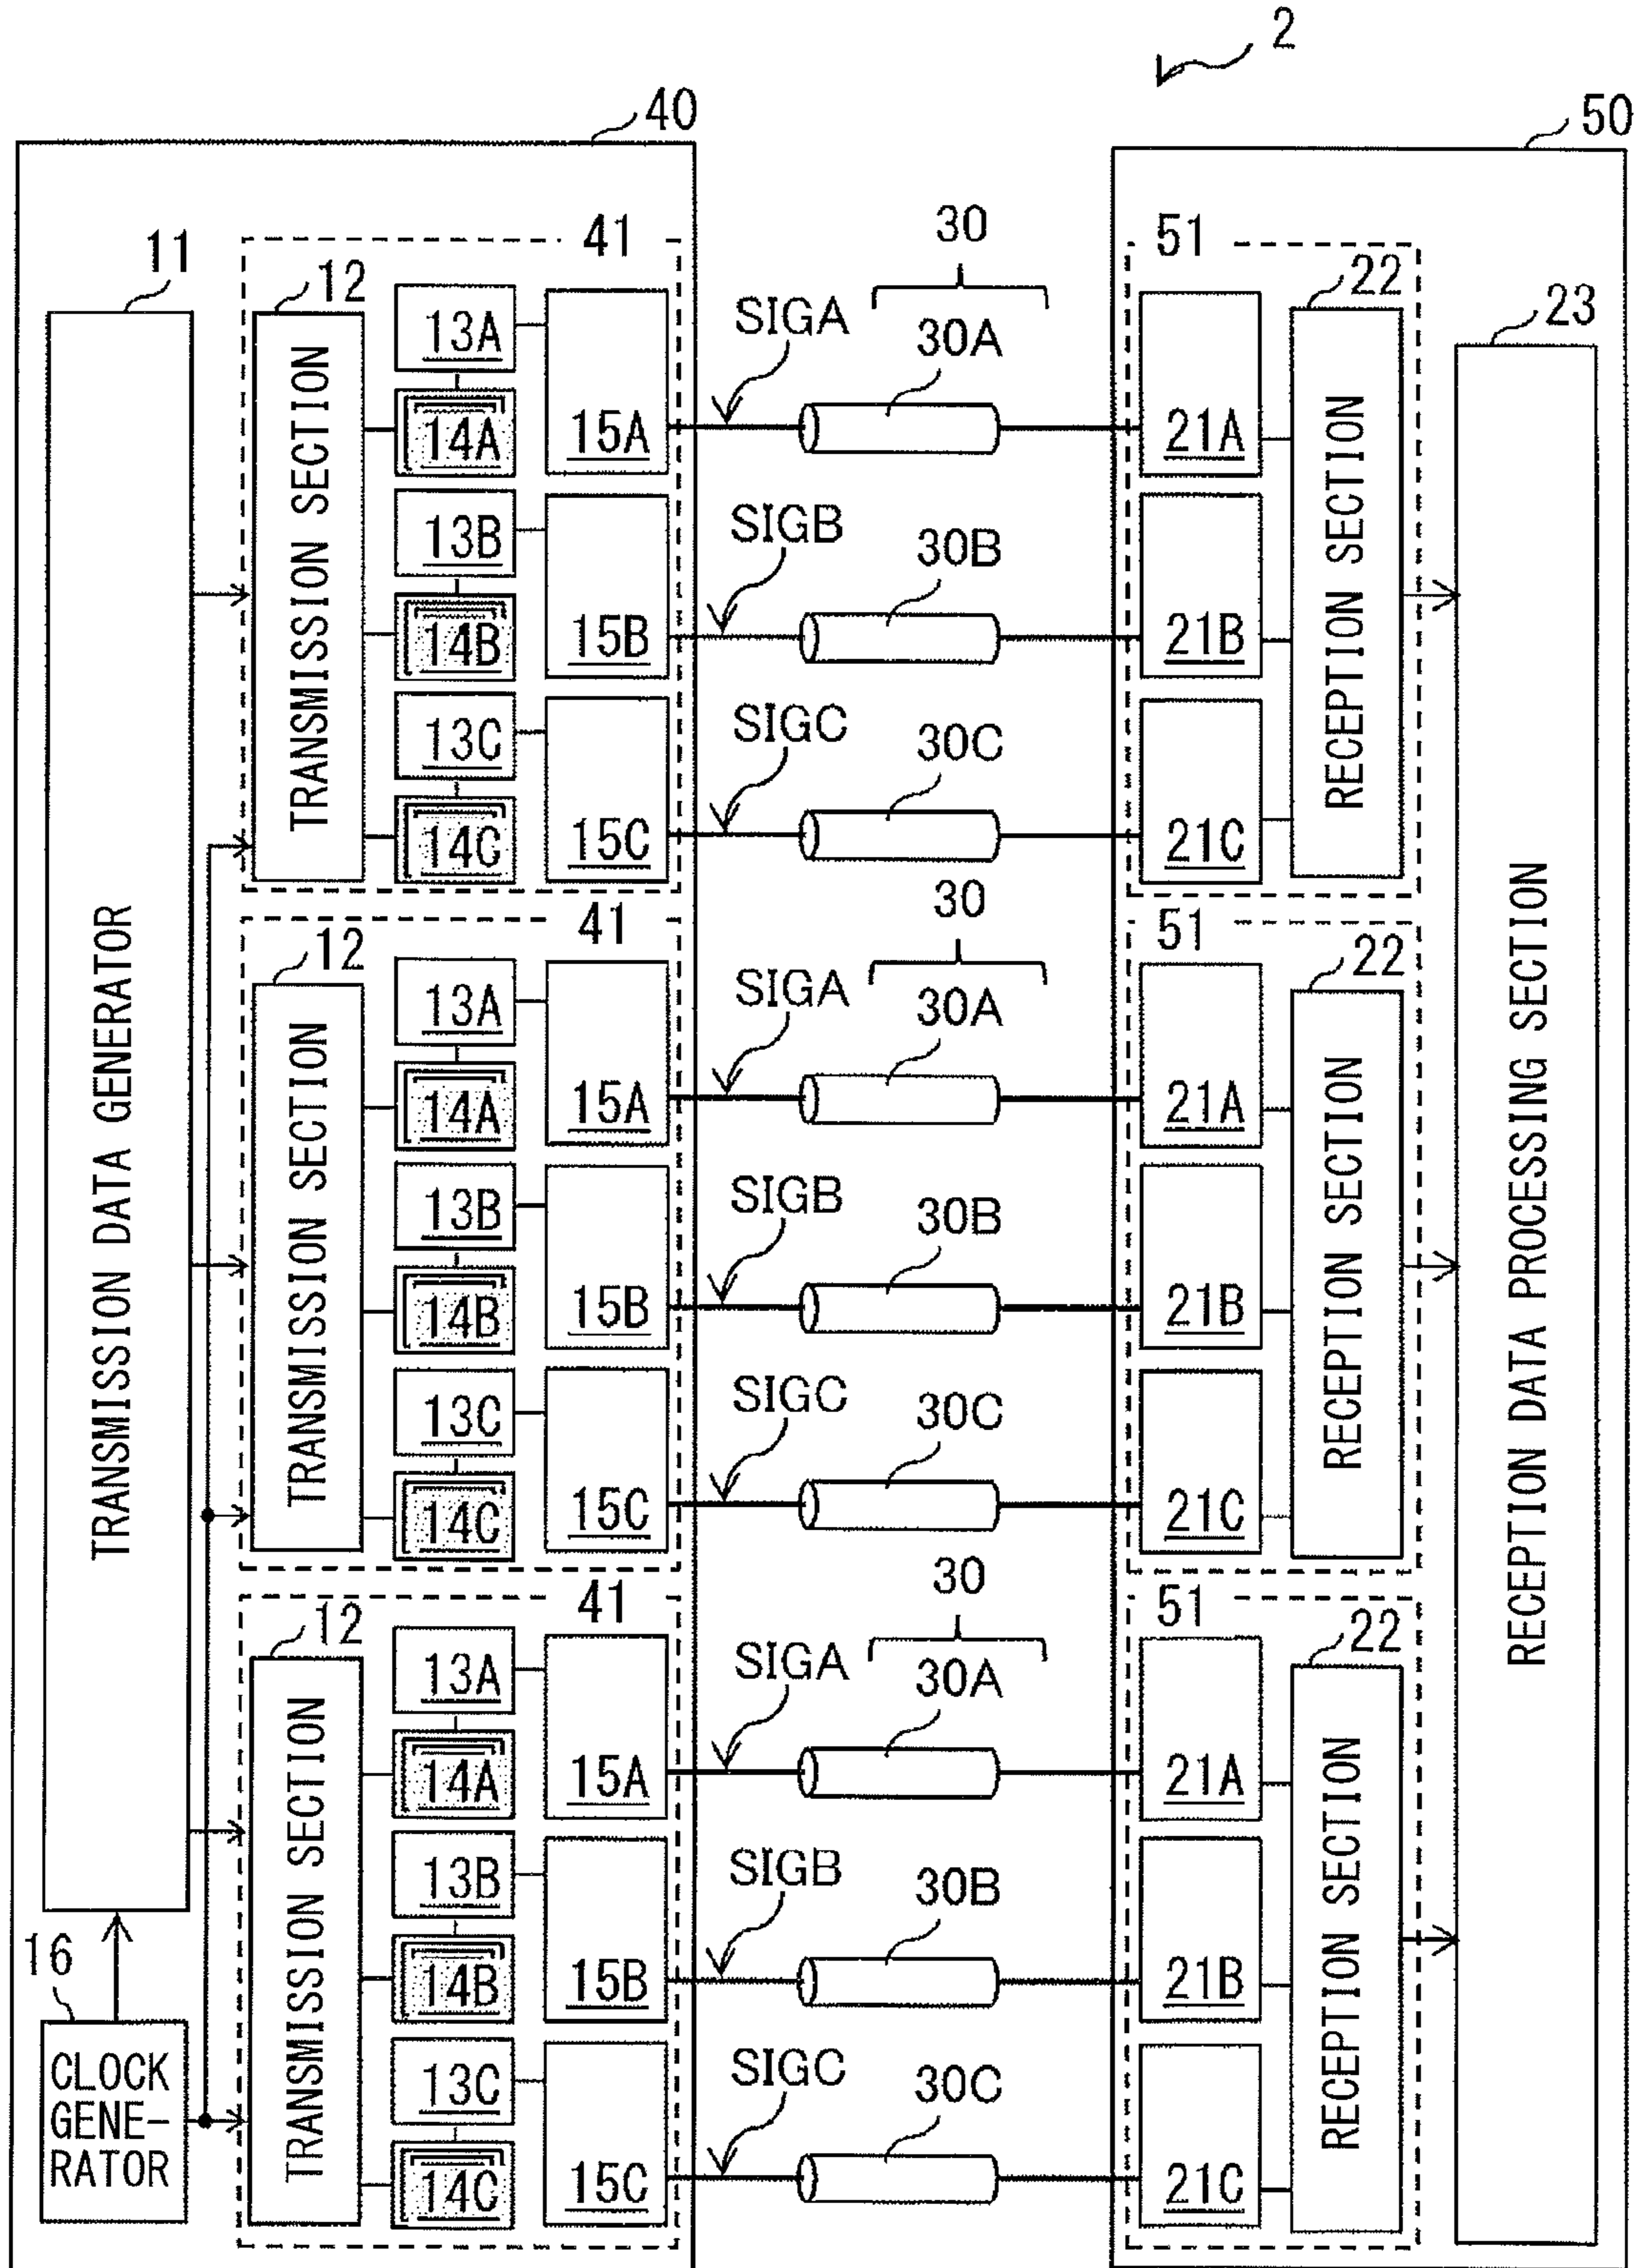 2
40
50
11
41
30
51
12
13A
SIGA
30A
22
23
14A
15A
21A
13B
SIGB
30B
14B
15B
21B
13C
SIGC
30C
14C
15C
21C
TRANSMISSION SECTION
RECEPTION SECTION
TRANSMISSION DATA GENERATOR
RECEPTION DATA PROCESSING SECTION
41
30
51
12
13A
SIGA
30A
22
14A
15A
21A
13B
SIGB
30B
14B
15B
21B
13C
SIGC
30C
14C
15C
21C
TRANSMISSION SECTION
RECEPTION SECTION
41
30
51
12
13A
SIGA
30A
22
14A
15A
21A
13B
SIGB
30B
14B
15B
21B
13C
SIGC
30C
14C
15C
21C
TRANSMISSION SECTION
RECEPTION SECTION
16
CLOCK
GENE-
RATOR